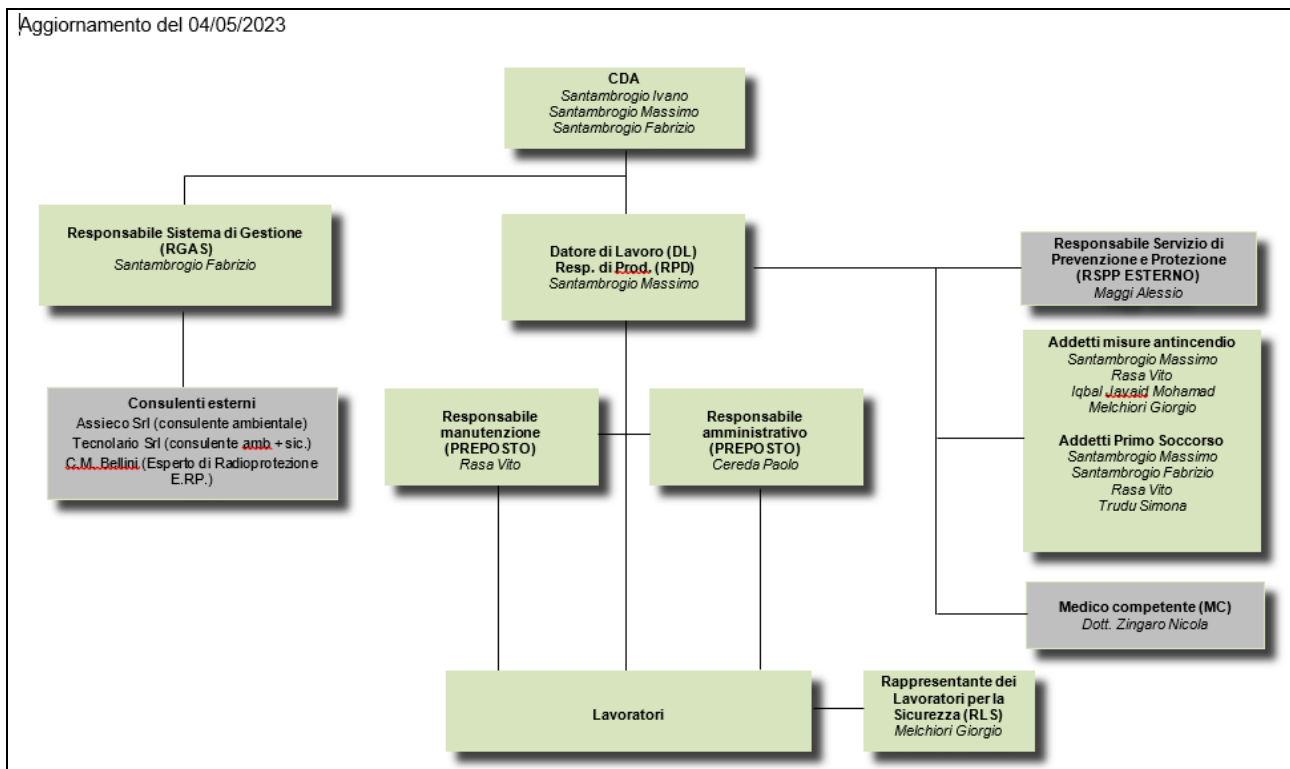 Aggiornamento del 04/05/2023
CDA
Santambrogio Ivano
Santambrogio Massimo
Santambrogio Fabrizio
Responsabile Sistema di Gestione
(RGAS)
Santambrogio Fabrizio
Datore di Lavoro (DL)
Resp. di Prod. (RPD)
Santambrogio Massimo
Responsabile Servizio di
Prevenzione e Protezione
(RSPP ESTERNO)
Maggi Alessio
Addetti misure antincendio
Santambrogio Massimo
Rasa Vito
Iqbal Javaid Mohamad
Melchiori Giorgio
Addetti Primo Soccorso
Santambrogio Massimo
Santambrogio Fabrizio
Rasa Vito
Trudu Simona
Consulenti esterni
Assieco Srl (consulente ambientale)
Tecnolario Srl (consulente amb + sic.)
C.M. Bellini (Esperto di Radioprotezione
E.RP.)
Responsabile
manutenzione
(PREPOSTO)
Rasa Vito
Responsabile
amministrativo
(PREPOSTO)
Cereda Paolo
Medico competente (MC)
Dott. Zingaro Nicola
Lavoratori
Rappresentante dei
Lavoratori per la
Sicurezza (RLS)
Melchiori Giorgio